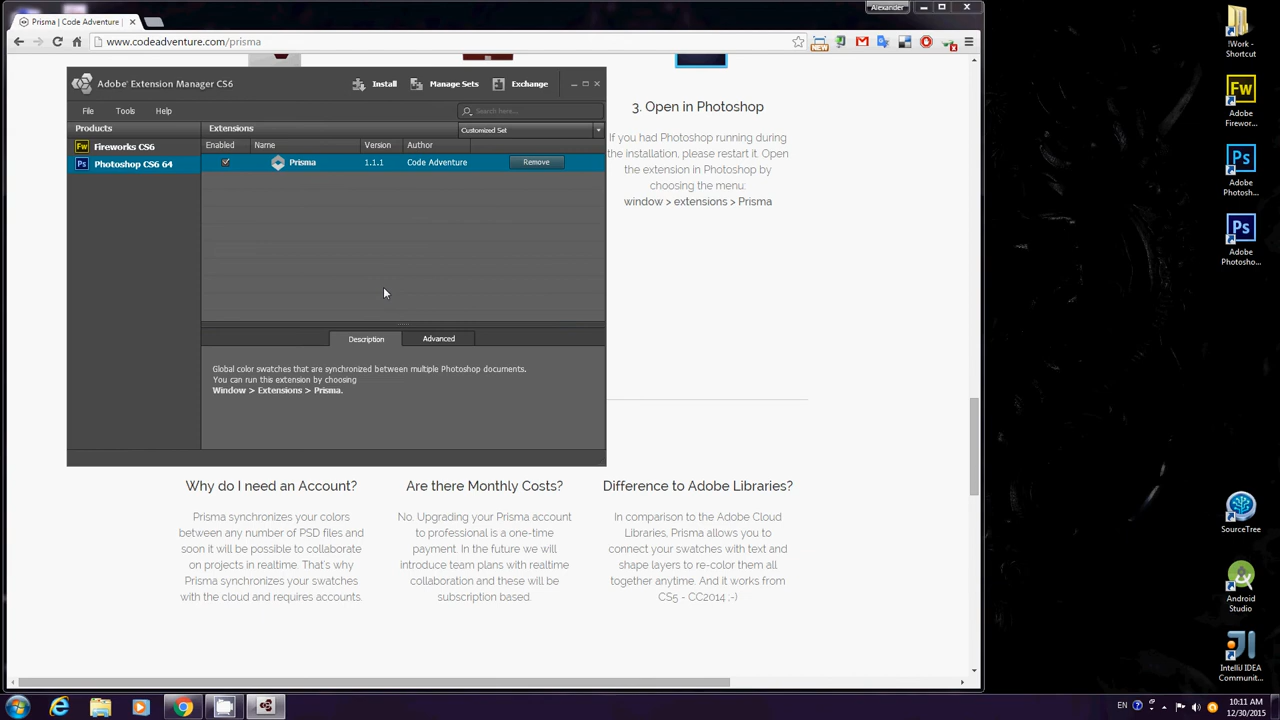 Prisma | Code Adventure
Alexander
www.codeadventure.com/prisma
NEW
Adobe Extension Manager CS6
Install
Manage Sets
Exchange
File
Tools
Help
Search here...
Products
Extensions
Customized Set
Enabled
Name
Version
Author
Fw
Fireworks CS6
Ps
Photoshop CS6 64
Prisma
1.1.1
Code Adventure
Remove
Description
Advanced
Global color swatches that are synchronized between multiple Photoshop documents.
You can run this extension by choosing
Window > Extensions > Prisma.
3. Open in Photoshop
If you had Photoshop running during
the installation, please restart it. Open
the extension in Photoshop by
choosing the menu:
window > extensions > Prisma
Why do I need an Account?
Prisma synchronizes your colors
between any number of PSD files and
soon it will be possible to collaborate
on projects in realtime. That's why
Prisma synchronizes your swatches
with the cloud and requires accounts.
Are there Monthly Costs?
No. Upgrading your Prisma account
to professional is a one-time
payment. In the future we will
introduce team plans with realtime
collaboration and these will be
subscription based.
Difference to Adobe Libraries?
In comparison to the Adobe Cloud
Libraries, Prisma allows you to
connect your swatches with text and
shape layers to re-color them all
together anytime. And it works from
CS5 - CC2014 ;-)
!Work -
Shortcut
Fw
Adobe
Firewor...
Ps
Adobe
Photosh...
Ps
Adobe
Photosho...
SourceTree
Android
Studio
IntelliJ IDEA
Communit...
EN
10:11 AM
12/30/2015